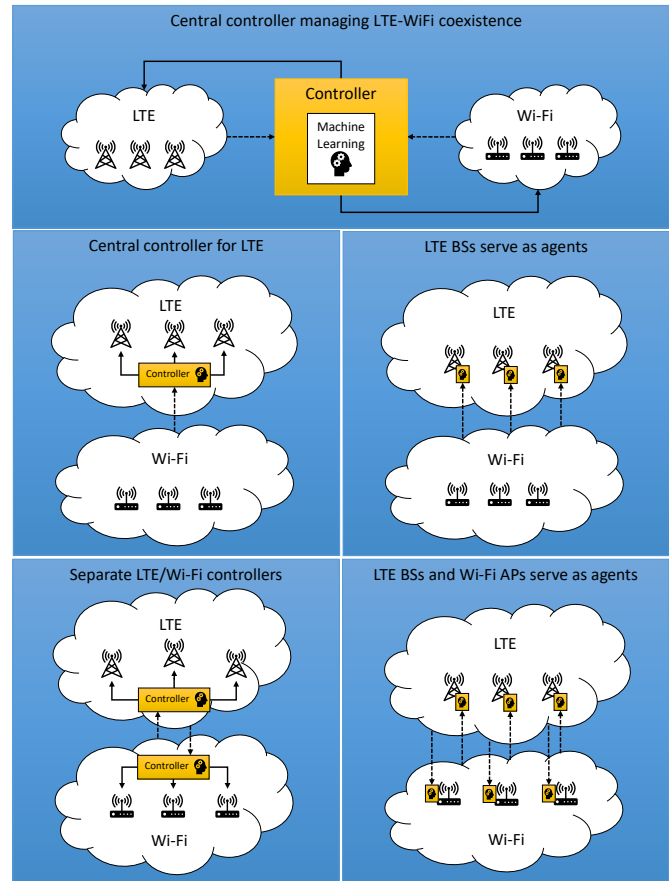 Central controller managing LTE-WiFi coexistence
LTE
Controller
Machine
Learning
Wi-Fi
Central controller for LTE
LTE
Controller
Wi-Fi
LTE BSs serve as agents
LTE
Wi-Fi
Separate LTE/Wi-Fi controllers
LTE
Controller
Controller
Wi-Fi
LTE BSs and Wi-Fi APs serve as agents
LTE
Wi-Fi